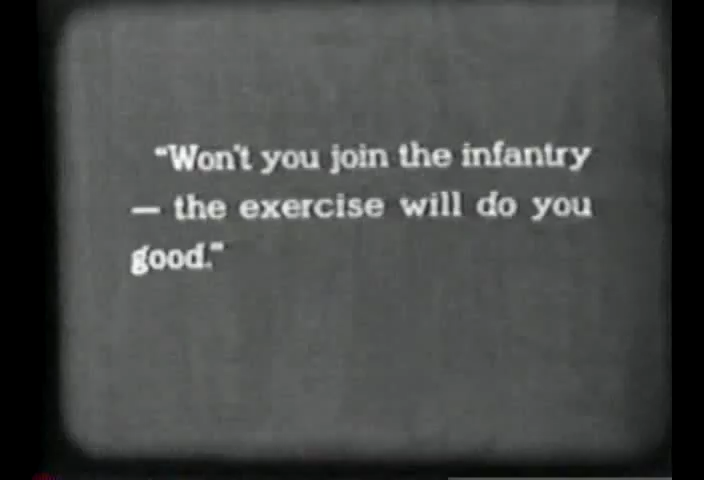 “Won't you join the infantry
— the exercise will do you
good.”